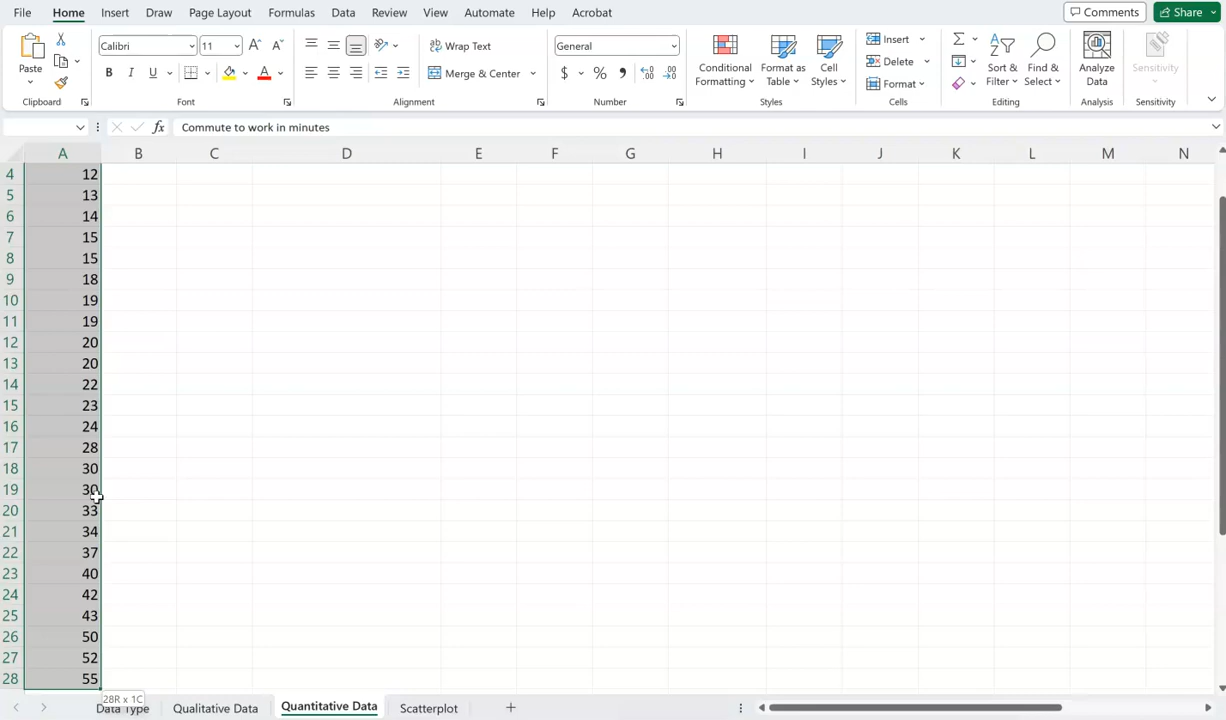 File Home Insert Draw Page Layout Formulas Data Review View Automate Help Acrobat Comments Share
Paste
Clipboard
Calibri 11 A A
B I U A
Font
Wrap Text
Merge & Center
Alignment
General
$ % , .00 .00
Number
Conditional Formatting
Format as Table
Cell Styles
Styles
Insert
Delete
Format
Cells
Sort & Filter
Find & Select
Editing
Analyze Data
Analysis
Sensitivity
Sensitivity
fx Commute to work in minutes
A B C D E F G H I J K L M N
4 12
5 13
6 14
7 15
8 15
9 18
10 19
11 19
12 20
13 20
14 22
15 23
16 24
17 28
18 30
19 30
20 33
21 34
22 37
23 40
24 42
25 43
26 50
27 52
28 55
28R x 1C
Data Type Qualitative Data Quantitative Data Scatterplot +